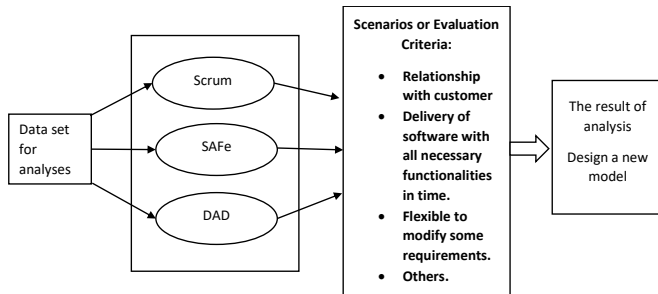 Data set
for
analyses
Scrum
SAFe
DAD
Scenarios or Evaluation
Criteria:
• Relationship
with customer
• Delivery of
software with
all necessary
functionalities
in time.
• Flexible to
modify some
requirements.
• Others.
The result of
analysis
Design a new
model